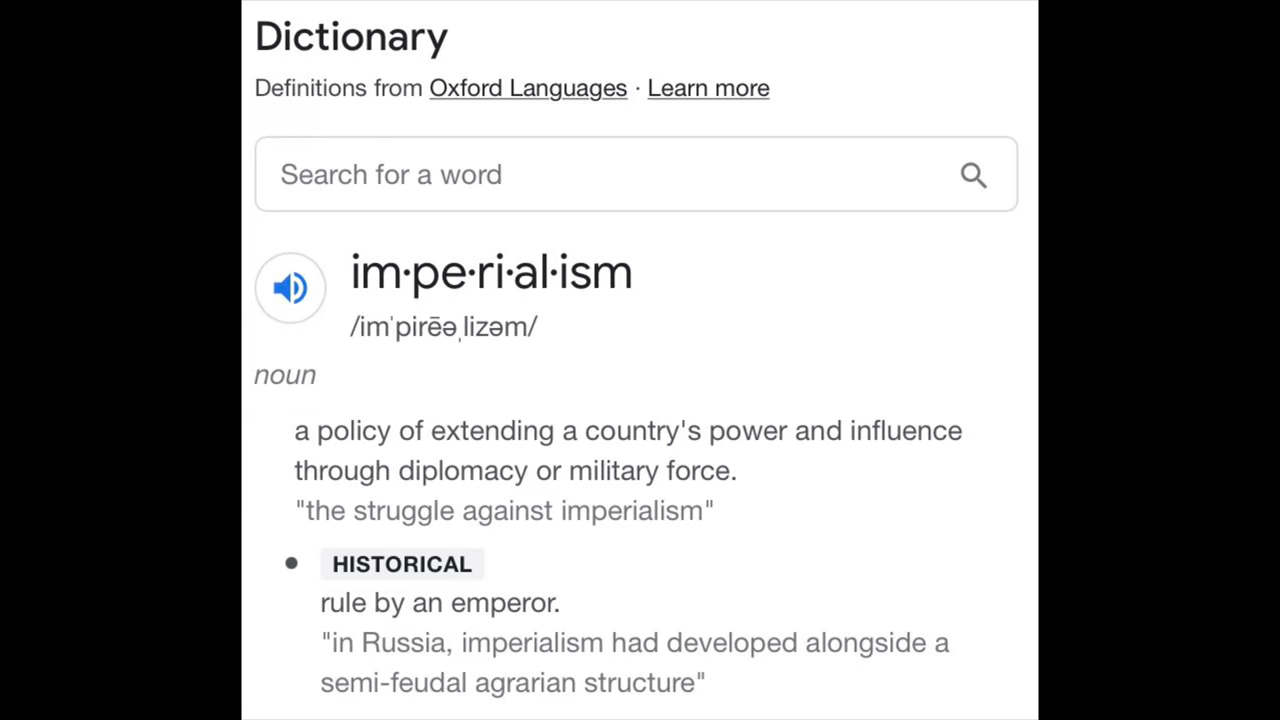 Dictionary
Definitions from Oxford Languages · Learn more
Search for a word
im·pe·ri·al·ism
/imˈpirēəˌlizəm/
noun
a policy of extending a country's power and influence
through diplomacy or military force.
"the struggle against imperialism"
• HISTORICAL
rule by an emperor.
"in Russia, imperialism had developed alongside a
semi-feudal agrarian structure"